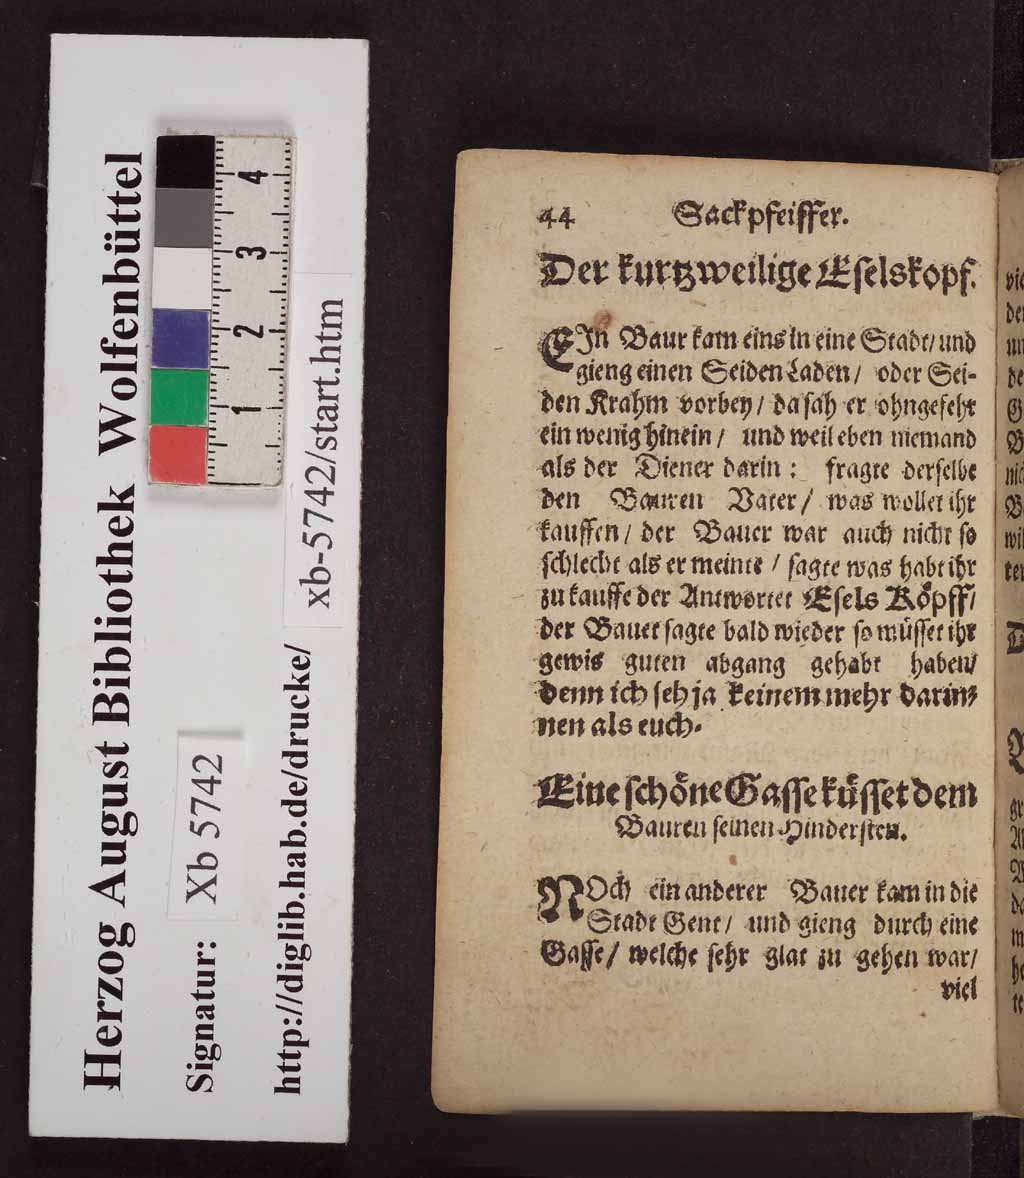 Herzog August Bibliothek Wolfenbüttel
Signatur: Xb 5742
http://diglib.hab.de/drucke/ xb-5742/start.htm
1 2 3 4
44 Sackpfeiffer.
Der kurtzweilige Eselskopf.
EJn Baur kam eins in eine Stadt/ und
gieng einen Seiden Laden/ oder Sei-
den Krahm vorbey/ da sah er ohngefehr
ein wenig hinein/ und weil eben niemand
als der Diener darin: fragte derselbe
den Bauren Vater/ was wollet ihr
kauffen/ der Bauer war auch nicht so
schlecht als er meinte/ sagte was habt ihr
zu kauffe der Antwortet Esels Köpff/
der Bauer sagte bald wieder so müsset ihr
gewis guten abgang gehabt haben/
denn ich seh ja keinem mehr darin-
nen als euch.
Eine schöne Gasse küsset dem
Bauren seinen Hindersten.
NOch ein anderer Bauer kam in die
Stadt Gent/ und gieng durch eine
Gasse/ welche sehr glat zu gehen war/
viel